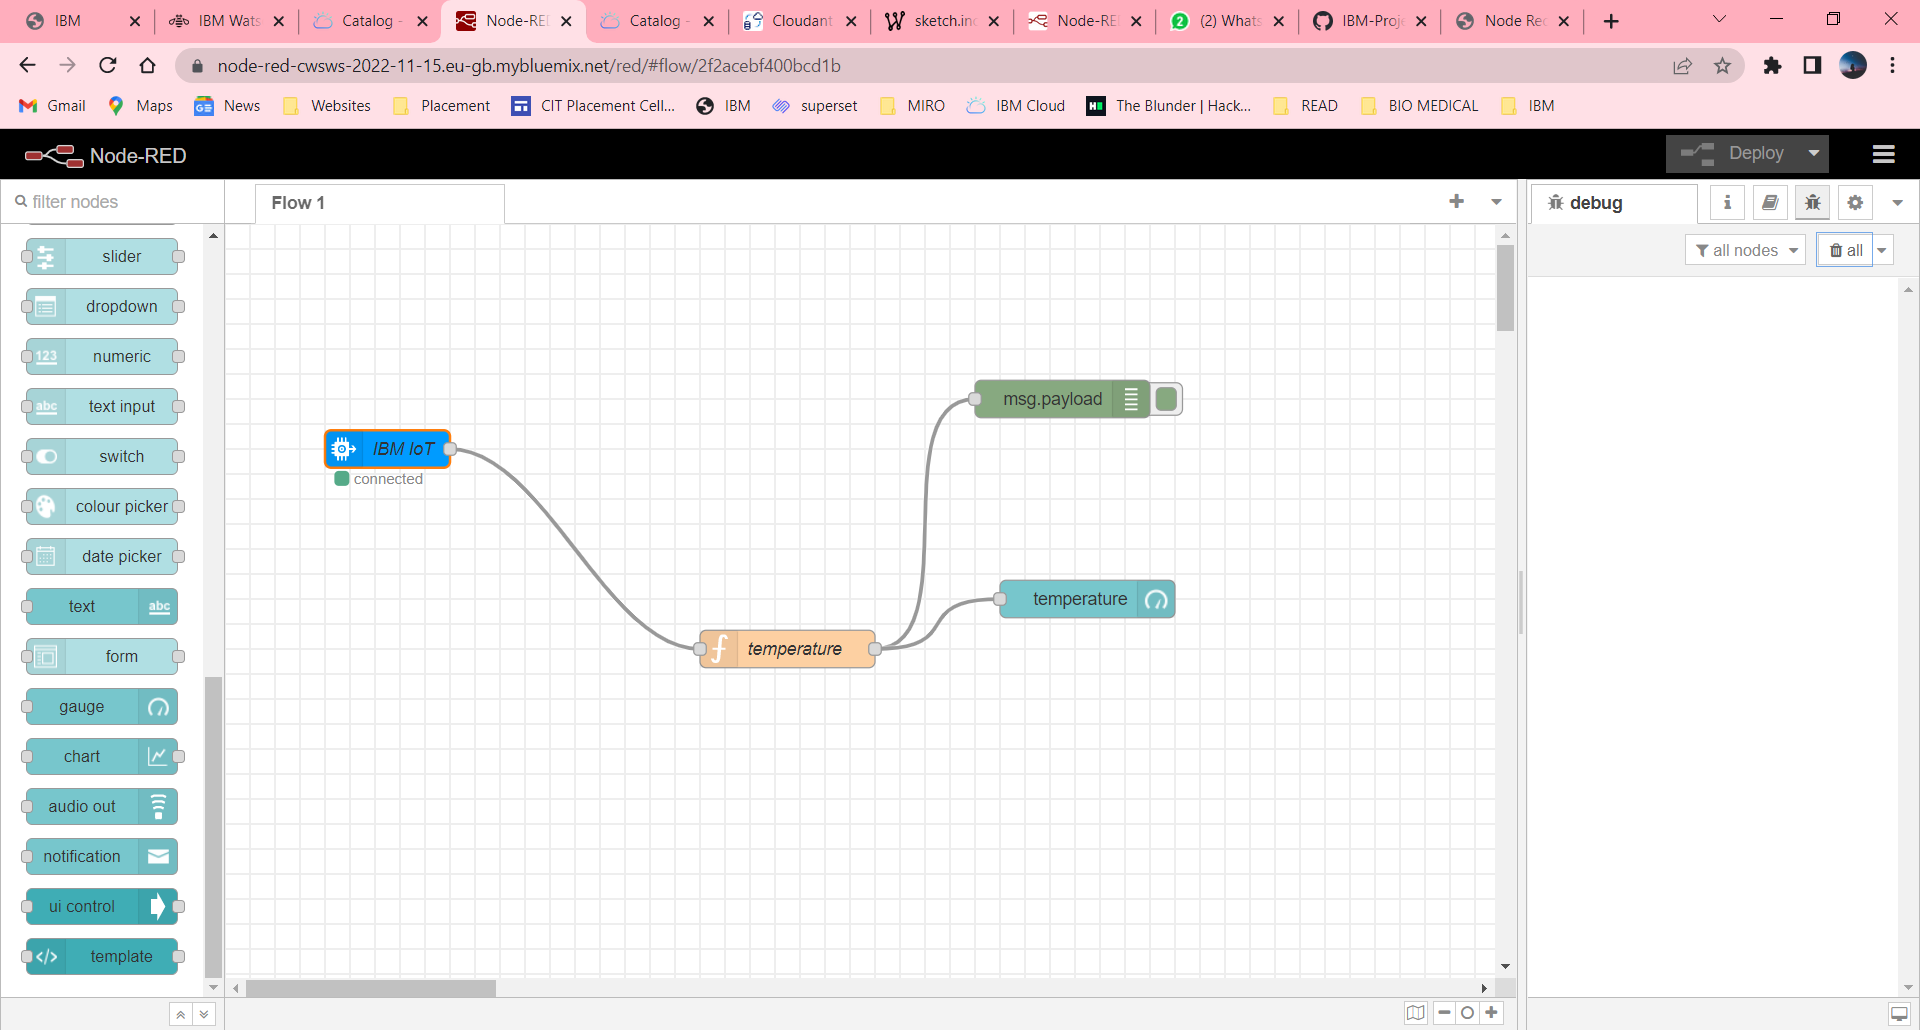 IBM
IBM Wats
Catalog -
Node-RE
Catalog -
Cloudant
sketch.in
Node-RE
(2) Whats
IBM-Proje
Node Re
node-red-cwsws-2022-11-15.eu-gb.mybluemix.net/red/#flow/2f2acebf400bcd1b
Gmail
Maps
News
Websites
Placement
CIT Placement Cell...
IBM
superset
MIRO
IBM Cloud
The Blunder | Hack...
READ
BIO MEDICAL
IBM
Node-RED
Deploy
filter nodes
Flow 1
debug
all nodes
all
slider
dropdown
123 numeric
abc text input
switch
colour picker
date picker
text abc
form
gauge
chart
audio out
notification
ui control
template
IBM IoT
connected
msg.payload
temperature
temperature